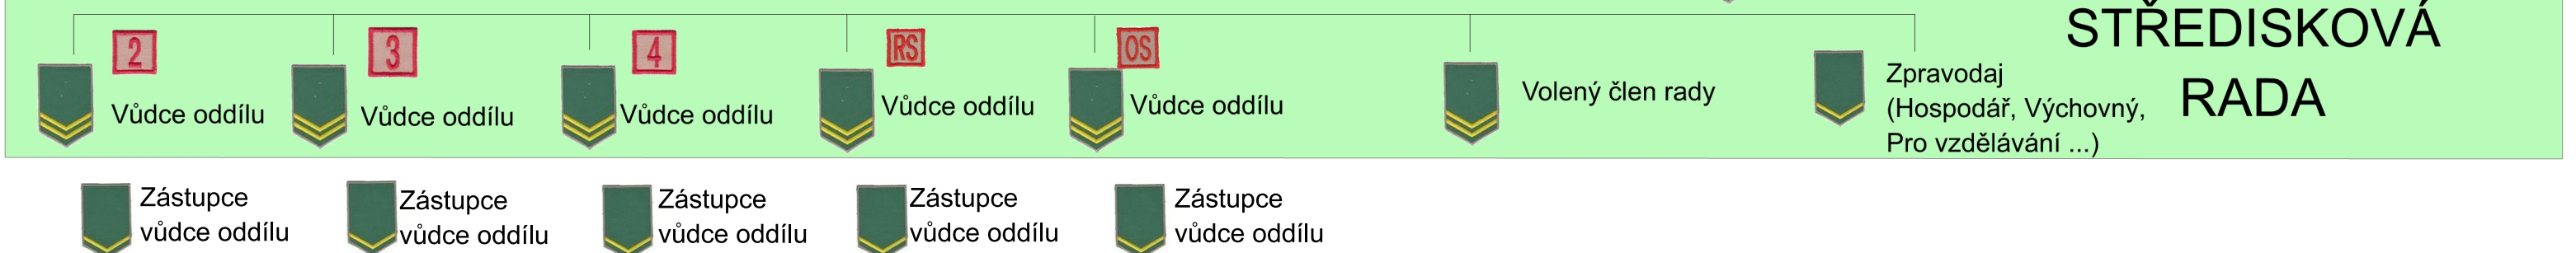 2
Vůdce oddílu
3
Vůdce oddílu
4
Vůdce oddílu
RS
Vůdce oddílu
OS
Vůdce oddílu
Volený člen rady
Zpravodaj
(Hospodář, Výchovný,
Pro vzdělávání ...)
STŘEDISKOVÁ
RADA
Zástupce
vůdce oddílu
Zástupce
vůdce oddílu
Zástupce
vůdce oddílu
Zástupce
vůdce oddílu
Zástupce
vůdce oddílu